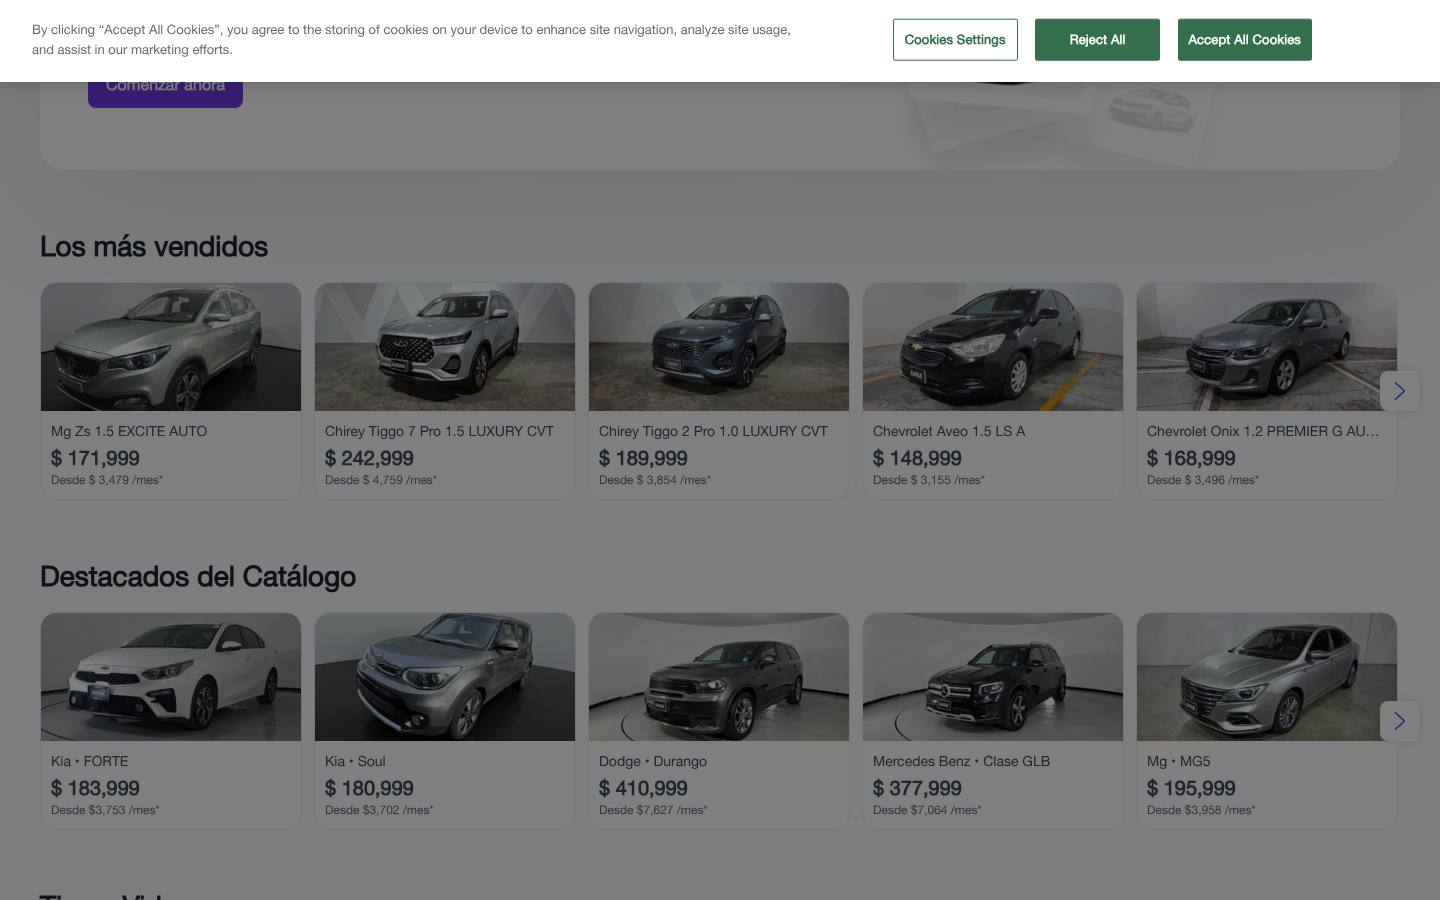 By clicking “Accept All Cookies”, you agree to the storing of cookies on your device to enhance site navigation, analyze site usage,
and assist in our marketing efforts.
Cookies Settings
Reject All
Accept All Cookies
Comenzar ahora
Los más vendidos
Mg Zs 1.5 EXCITE AUTO
$ 171,999
Desde $ 3,479 /mes*
Chirey Tiggo 7 Pro 1.5 LUXURY CVT
$ 242,999
Desde $ 4,759 /mes*
Chirey Tiggo 2 Pro 1.0 LUXURY CVT
$ 189,999
Desde $ 3,854 /mes*
Chevrolet Aveo 1.5 LS A
$ 148,999
Desde $ 3,155 /mes*
Chevrolet Onix 1.2 PREMIER G AU...
$ 168,999
Desde $ 3,496 /mes*
Destacados del Catálogo
Kia • FORTE
$ 183,999
Desde $3,753 /mes*
Kia • Soul
$ 180,999
Desde $3,702 /mes*
Dodge • Durango
$ 410,999
Desde $7,627 /mes*
Mercedes Benz • Clase GLB
$ 377,999
Desde $7,064 /mes*
Mg • MG5
$ 195,999
Desde $3,958 /mes*